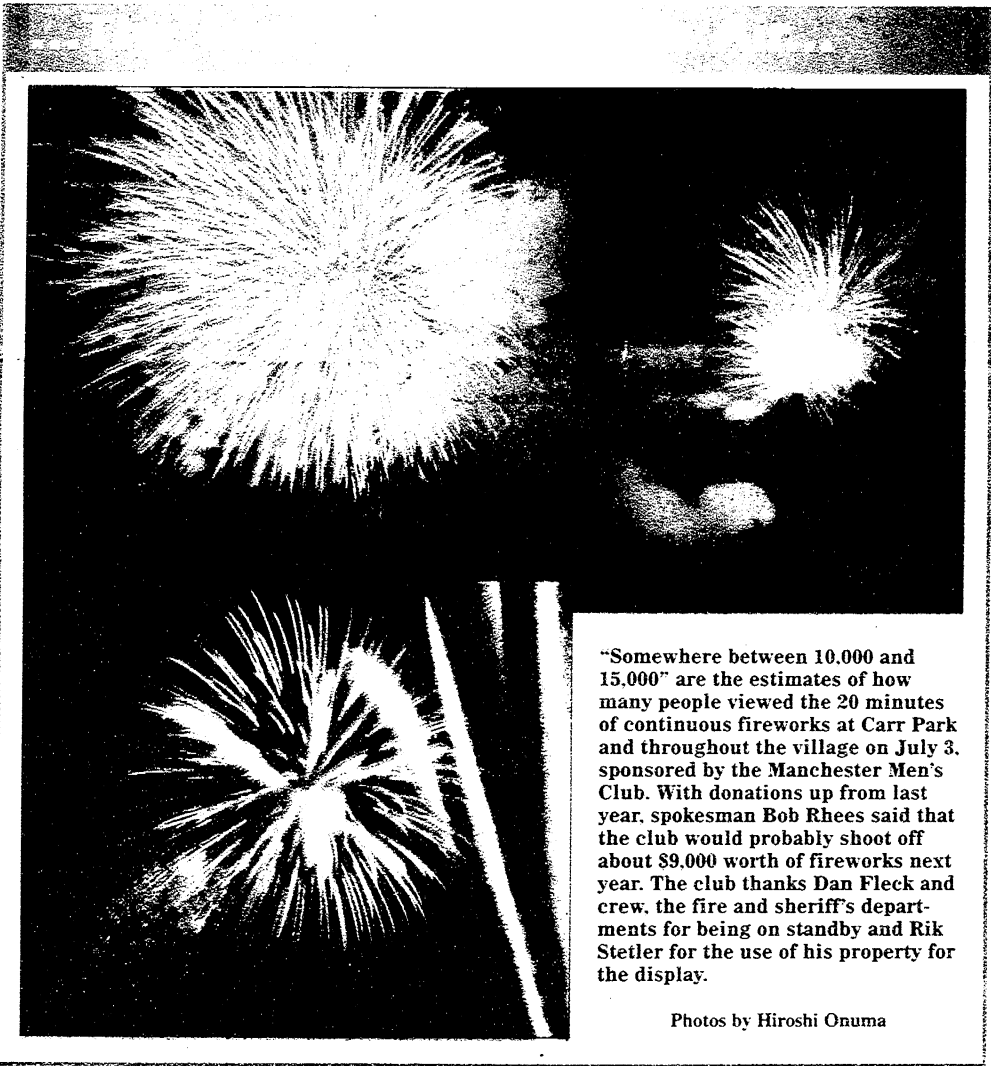 “Somewhere between 10,000 and
15,000” are the estimates of how
many people viewed the 20 minutes
of continuous fireworks at Carr Park
and throughout the village on July 3,
sponsored by the Manchester Men's
Club. With donations up from last
year, spokesman Bob Rhees said that
the club would probably shoot off
about $9,000 worth of fireworks next
year. The club thanks Dan Fleck and
crew, the fire and sheriff's depart-
ments for being on standby and Rik
Stetler for the use of his property for
the display.
Photos by Hiroshi Onuma